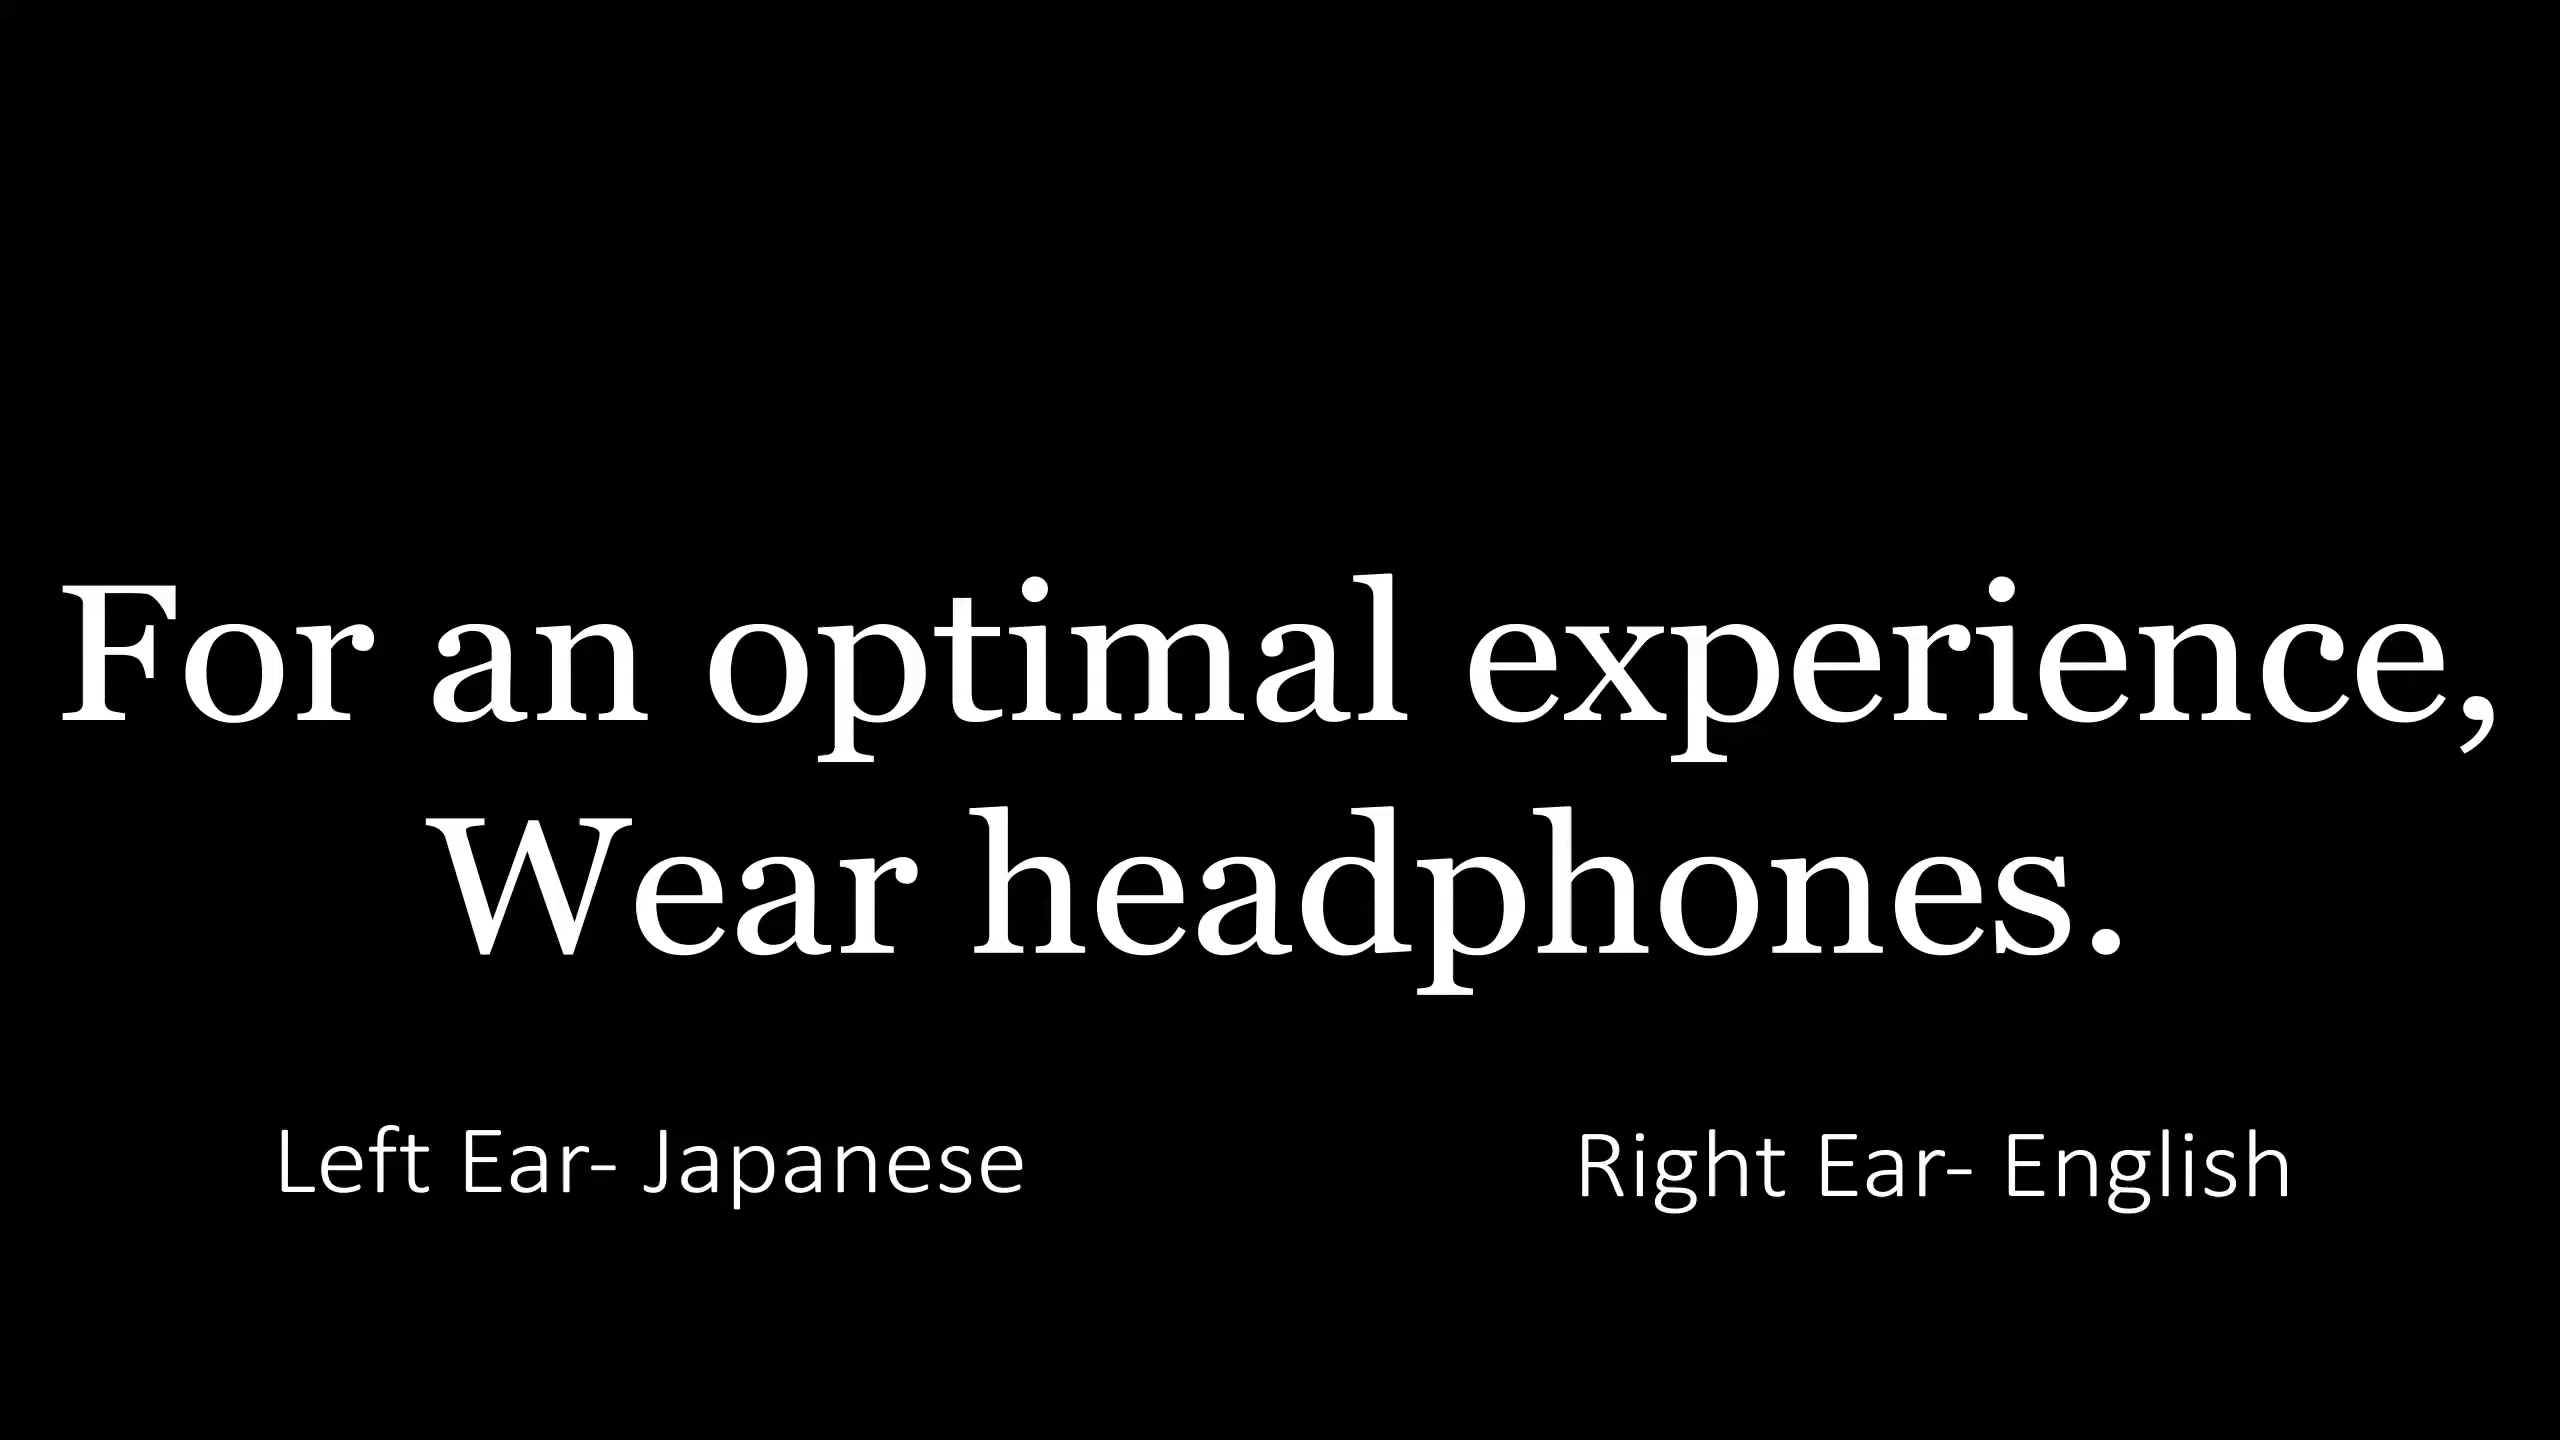 For an optimal experience,
Wear headphones.
Left Ear- Japanese
Right Ear- English